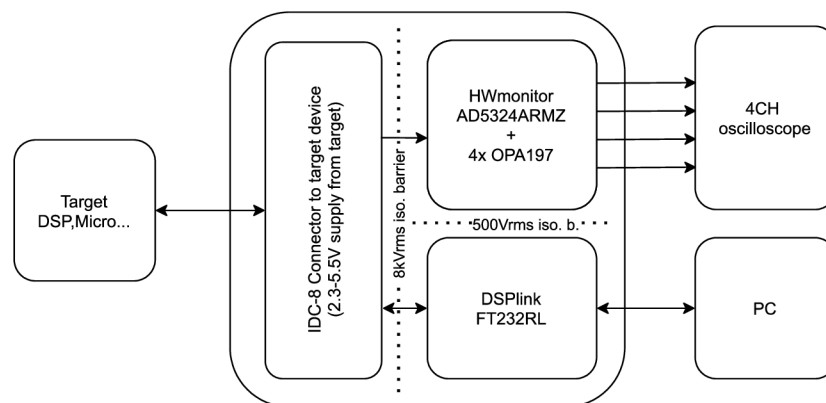 Target
DSP,Micro...
IDC-8 Connector to target device
(2.3-5.5V supply from target)
8kVrms iso. barrier
HWmonitor
AD5324ARMZ
+
4x OPA197
500Vrms iso. b.
DSPlink
FT232RL
4CH
oscilloscope
PC